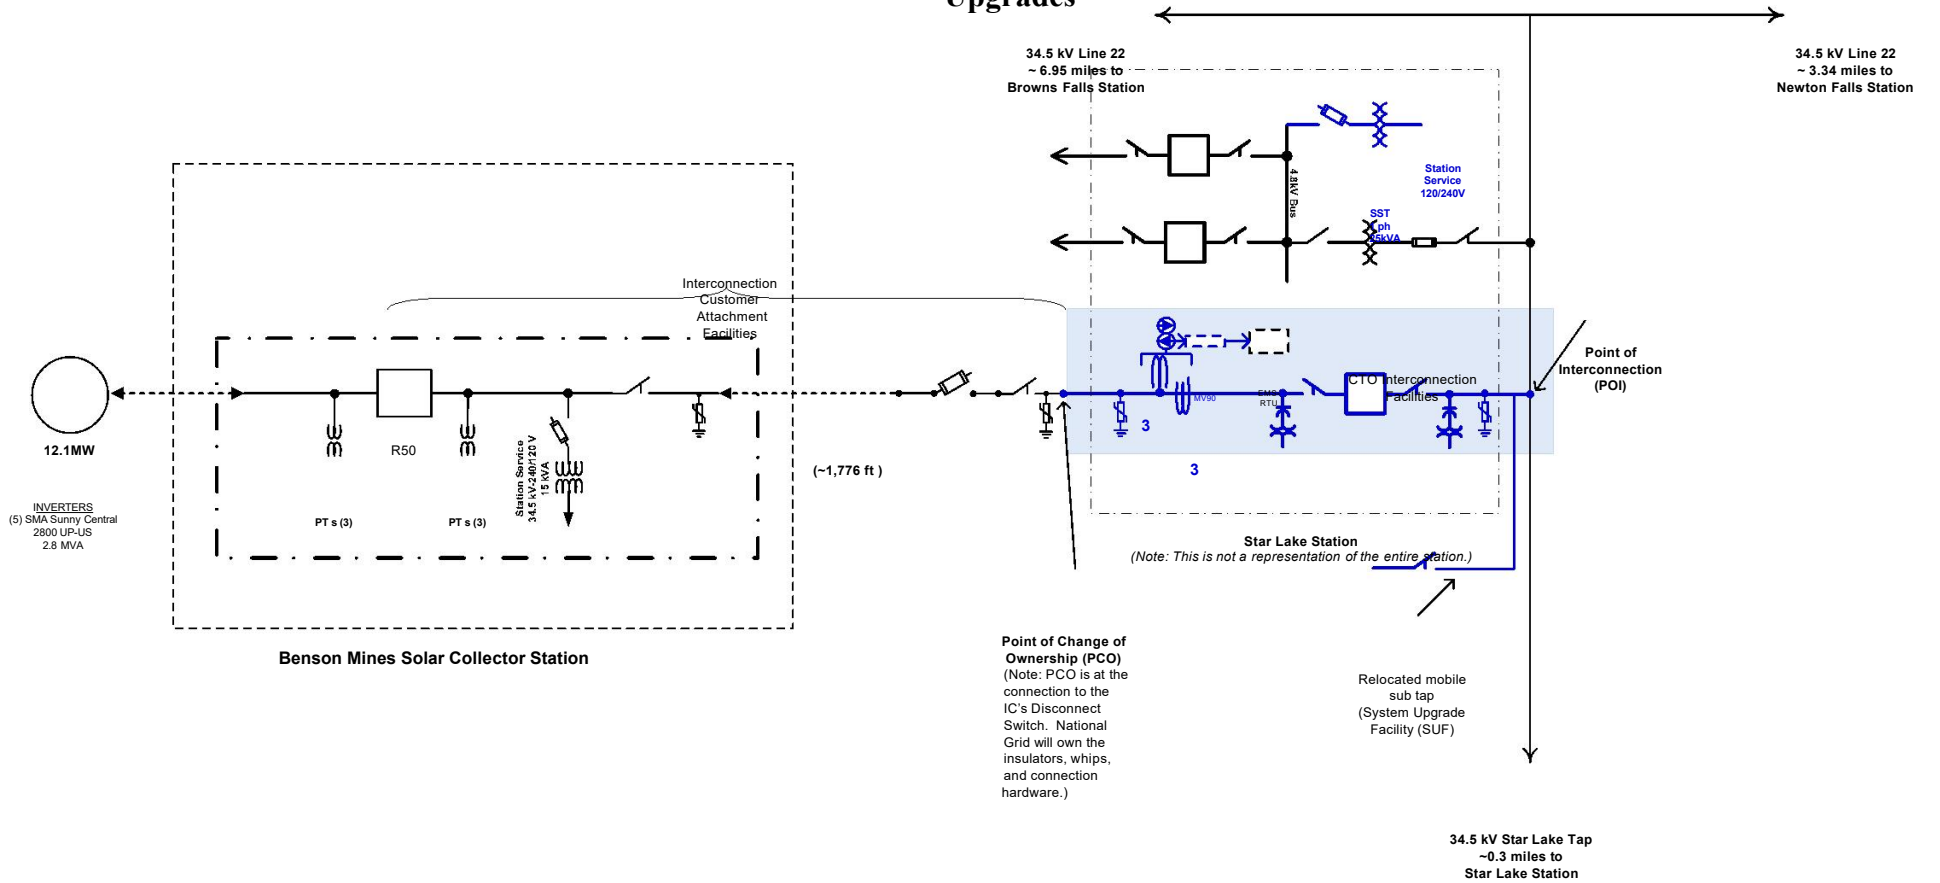 Upgrades
34.5 kV Line 22
~ 6.95 miles to
Browns Falls Station
34.5 kV Line 22
~ 3.34 miles to
Newton Falls Station
Station
Service
120/240V
4.8kV Bus
SST
ph
25kVA
Interconnection
Customer
Attachment
Facilities
Point of
Interconnection
(POI)
CTO Interconnection
Facilities
MV90
EMS
RTU
3
3
12.1MW
R50
Station Service
34.5 kV-240/120 V
15 kVA
(~1,776 ft )
INVERTERS
(5) SMA Sunny Central
2800 UP-US
2.8 MVA
PT s (3)
PT s (3)
Star Lake Station
(Note: This is not a representation of the entire station.)
Benson Mines Solar Collector Station
Point of Change of
Ownership (PCO)
(Note: PCO is at the
connection to the
IC's Disconnect
Switch. National
Grid will own the
insulators, whips,
and connection
hardware.)
Relocated mobile
sub tap
(System Upgrade
Facility (SUF)
34.5 kV Star Lake Tap
~0.3 miles to
Star Lake Station